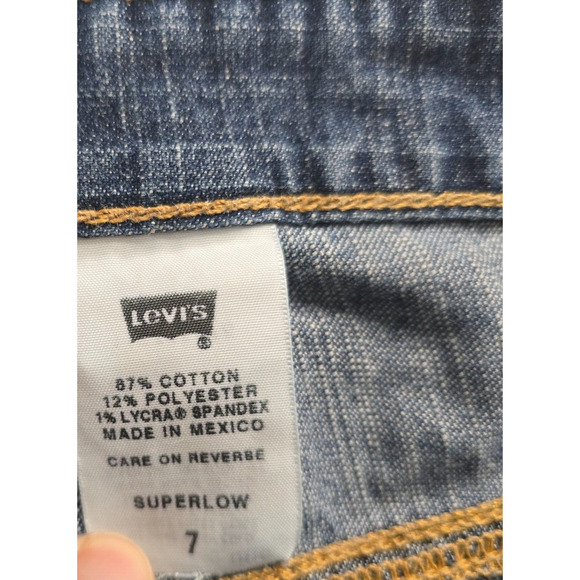 LEVI'S
®
87% COTTON
12% POLYESTER
1% LYCRA® SPANDEX
MADE IN MEXICO
CARE ON REVERSE
SUPERLOW
7